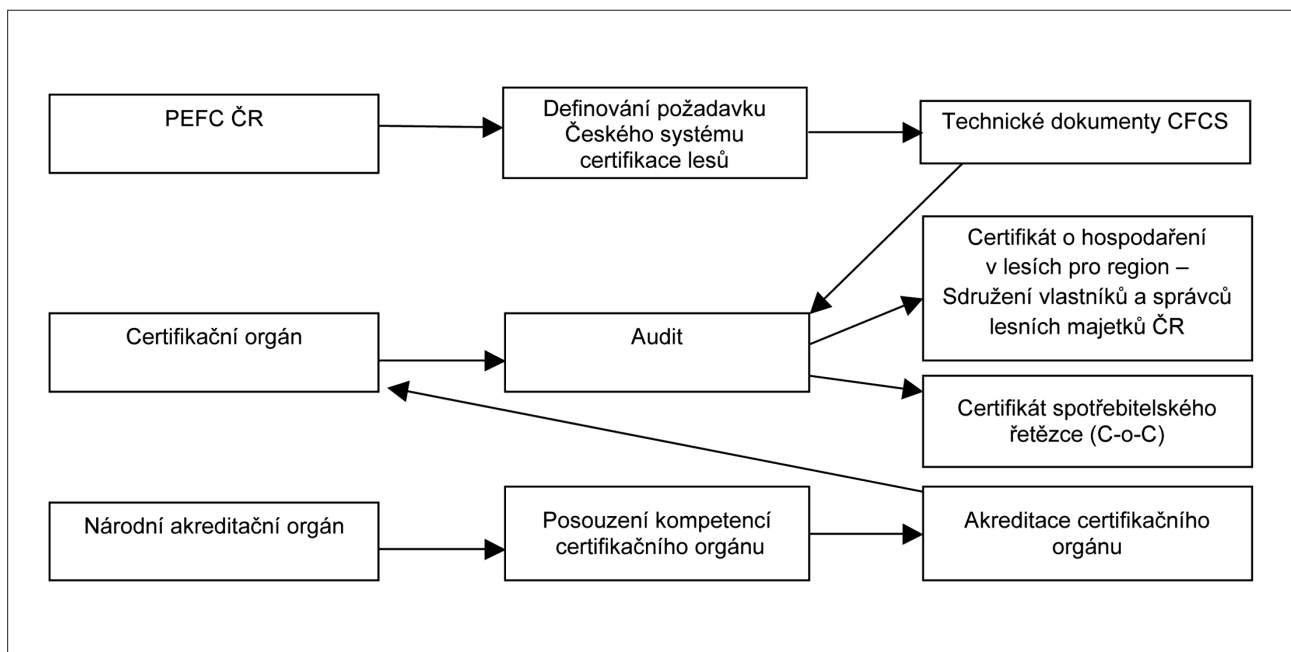 PEFC ČR
Definování požadavku
Českého systému
certifikace lesů
Technické dokumenty CFCS
Certifikát o hospodaření
v lesích pro region –
Sdružení vlastníků a správců
lesních majetků ČR
Certifikační orgán
Audit
Certifikát spotřebitelského
řetězce (C-o-C)
Národní akreditační orgán
Posouzení kompetencí
certifikačního orgánu
Akreditace certifikačního
orgánu